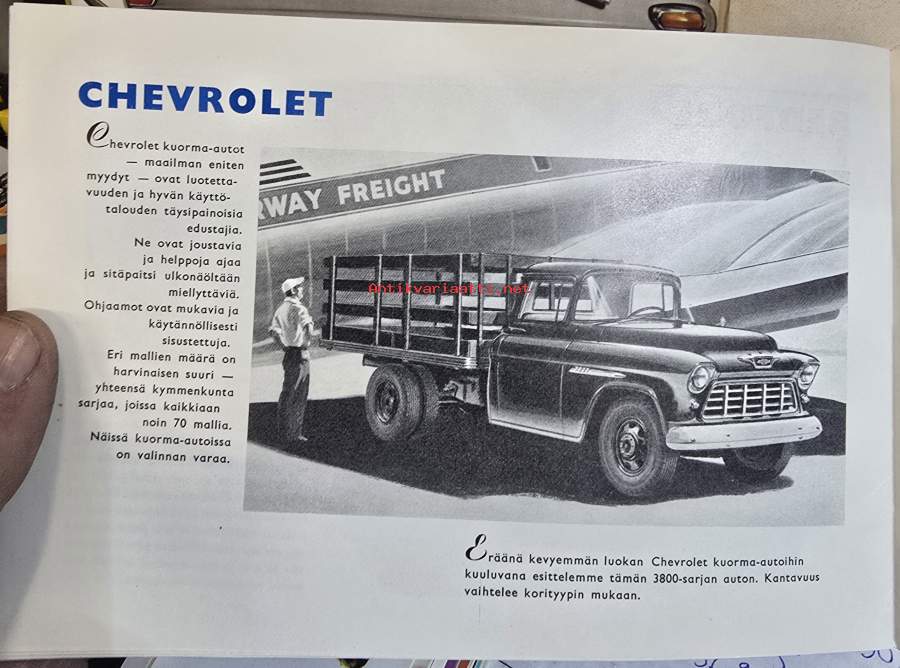 CHEVROLET
Chevrolet kuorma-autot
— maailman eniten
myydyt — ovat luotetta-
vuuden ja hyvän käyttö-
talouden täysipainoisia
edustajia.
Ne ovat joustavia
ja helppoja ajaa
ja sitäpaitsi ulkonäöltään
miellyttäviä.
Ohjaamot ovat mukavia ja
käytännöllisesti
sisustettuja.
Eri mallien määrä on
harvinaisen suuri —
yhteensä kymmenkunta
sarjaa, joissa kaikkiaan
noin 70 mallia.
Näissä kuorma-autoissa
on valinnan varaa.
RWAY FREIGHT
Antikvariaatti.net
Eräänä kevyemmän luokan Chevrolet kuorma-autoihin
kuuluvana esittelemme tämän 3800-sarjan auton. Kantavuus
vaihtelee korityypin mukaan.